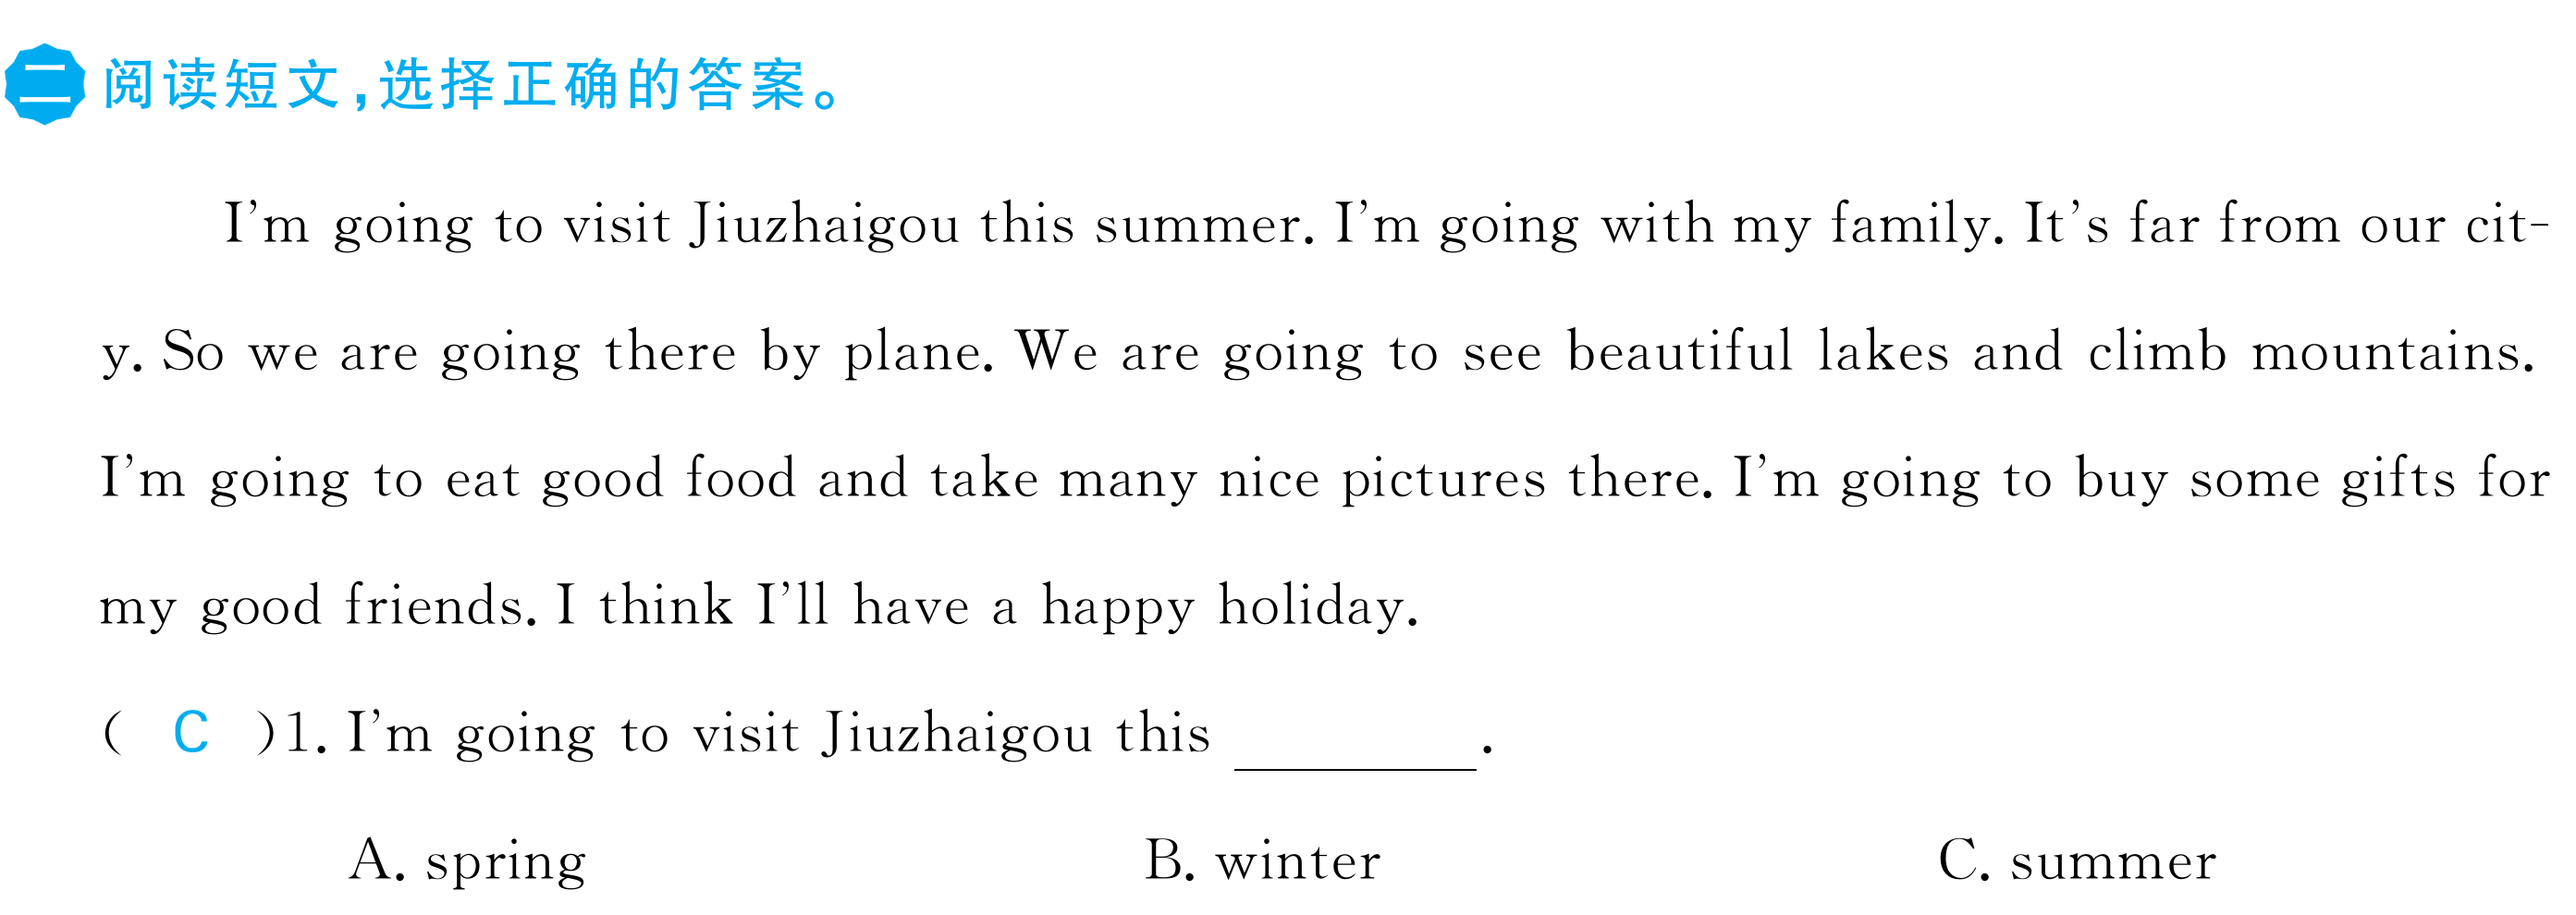 二 阅读短文,选择正确的答案。
I’m going to visit Jiuzhaigou this summer. I’m going with my family. It’s far from our cit-
y. So we are going there by plane. We are going to see beautiful lakes and climb mountains.
I’m going to eat good food and take many nice pictures there. I’m going to buy some gifts for
my good friends. I think I’ll have a happy holiday.
( C )1. I’m going to visit Jiuzhaigou this ________.
A. spring B. winter C. summer